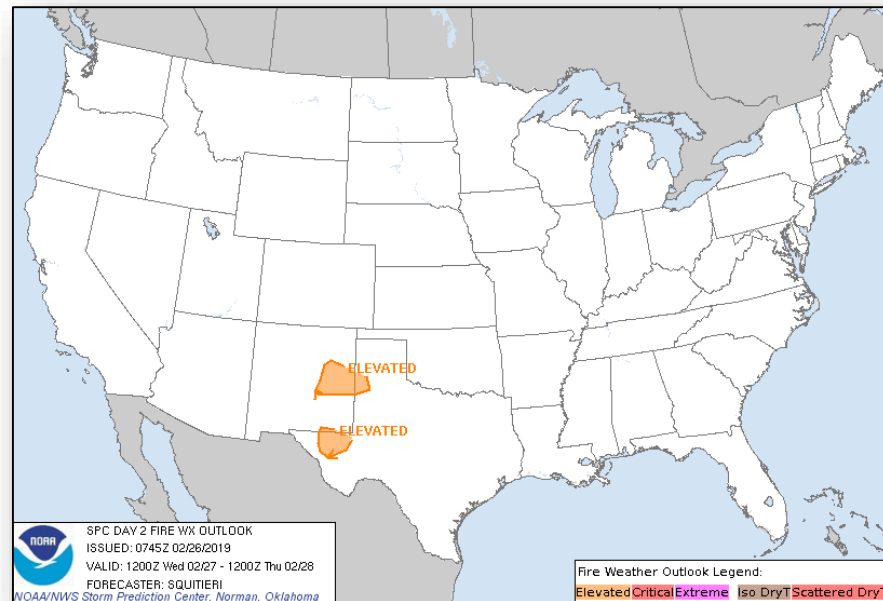 ELEVATED
ELEVATED
NOAA
SPC DAY 2 FIRE WX OUTLOOK
ISSUED: 0745Z 02/26/2019
VALID: 1200Z Wed 02/27 - 1200Z Thu 02/28
FORECASTER: SQUITIERI
NOAA/NWS Storm Prediction Center, Norman, Oklahoma
Fire Weather Outlook Legend:
Elevated Critical Extreme Iso DryT Scattered DryT